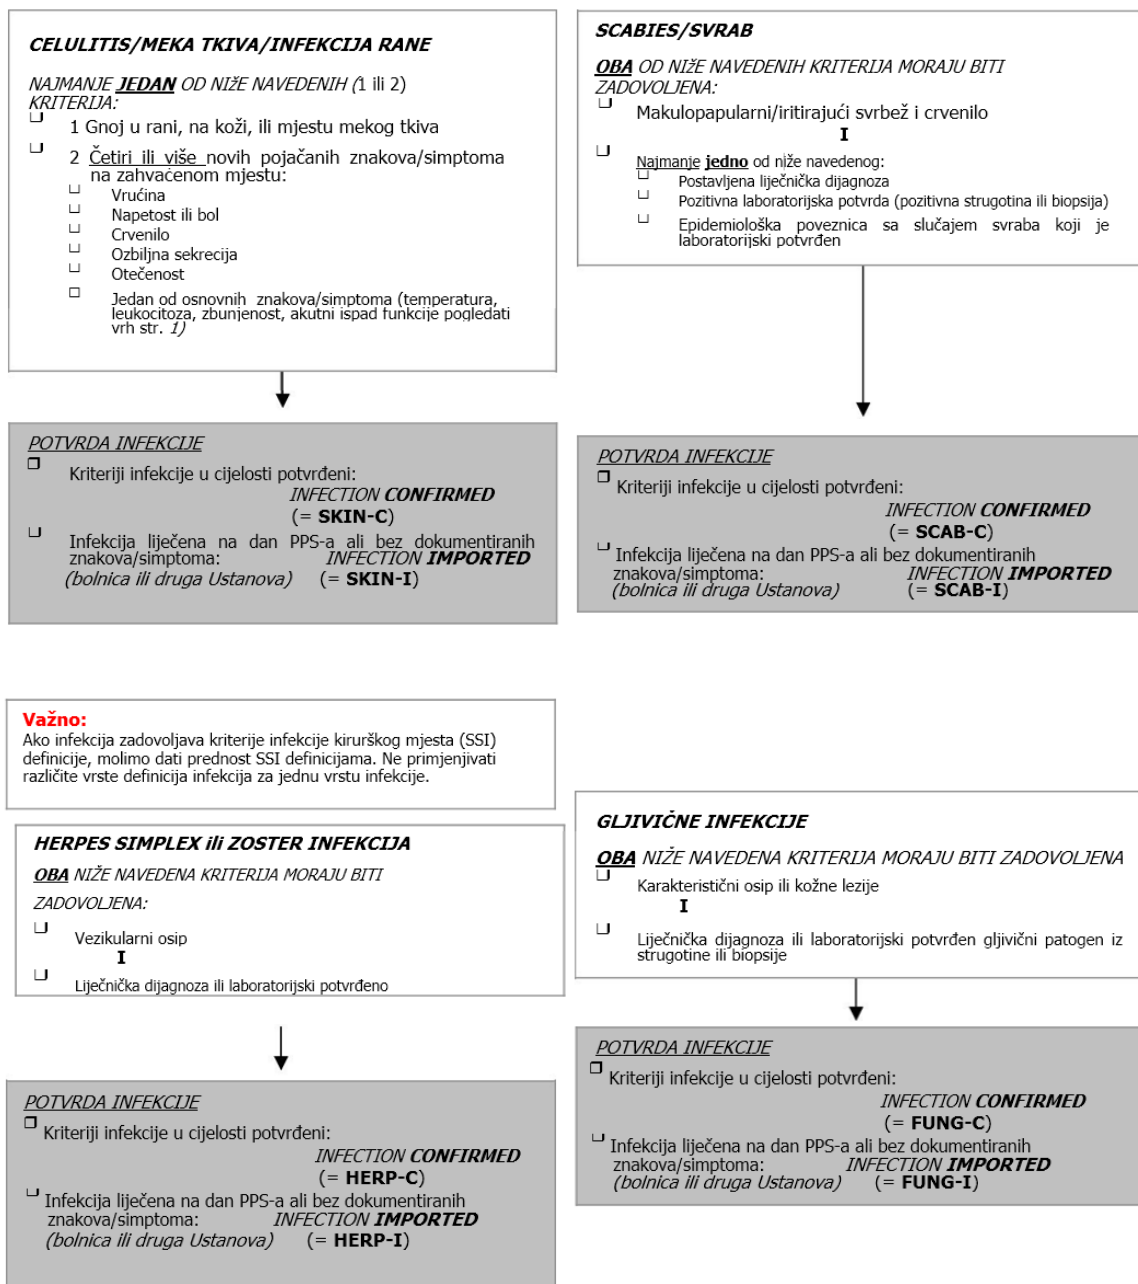 CELULITIS/MEKA TKIVA/INFEKCIJA RANE
NAJMANJE JEDAN OD NIŽE NAVEDENIH (1 ili 2)
KRITERIJA:
1 Gnoj u rani, na koži, ili mjestu mekog tkiva
2 Četiri ili više novih pojačanih znakova/simptoma
na zahvaćenom mjestu:
Vrućina
Napetost ili bol
Crvenilo
Ozbiljna sekrecija
Otečenost
Jedan od osnovnih znakova/simptoma (temperatura,
leukocitoza, zbunjenost, akutni ispad funkcije pogledati
vrh str. 1)
POTVRDA INFEKCIJE
Kriteriji infekcije u cijelosti potvrđeni:
INFECTION CONFIRMED
(= SKIN-C)
Infekcija liječena na dan PPS-a ali bez dokumentiranih
znakova/simptoma: INFECTION IMPORTED
(bolnica ili druga Ustanova) (= SKIN-I)
SCABIES/SVRAB
OBA OD NIŽE NAVEDENIH KRITERIJA MORAJU BITI
ZADOVOLJENA:
Makulopapularni/iritirajući svrbež i crvenilo
I
Najmanje jedno od niže navedenog:
Postavljena liječnička dijagnoza
Pozitivna laboratorijska potvrda (pozitivna strugotina ili biopsija)
Epidemiološka poveznica sa slučajem svraba koji je
laboratorijski potvrđen
POTVRDA INFEKCIJE
Kriteriji infekcije u cijelosti potvrđeni:
INFECTION CONFIRMED
(= SCAB-C)
Infekcija liječena na dan PPS-a ali bez dokumentiranih
znakova/simptoma: INFECTION IMPORTED
(bolnica ili druga Ustanova) (= SCAB-I)
Važno:
Ako infekcija zadovoljava kriterije infekcije kirurškog mjesta (SSI)
definicije, molimo dati prednost SSI definicijama. Ne primjenjivati
različite vrste definicija infekcija za jednu vrstu infekcije.
HERPES SIMPLEX ili ZOSTER INFEKCIJA
OBA NIŽE NAVEDENA KRITERIJA MORAJU BITI
ZADOVOLJENA:
Vezikularni osip
I
Liječnička dijagnoza ili laboratorijski potvrđeno
POTVRDA INFEKCIJE
Kriteriji infekcije u cijelosti potvrđeni:
INFECTION CONFIRMED
(= HERP-C)
Infekcija liječena na dan PPS-a ali bez dokumentiranih
znakova/simptoma: INFECTION IMPORTED
(bolnica ili druga Ustanova) (= HERP-I)
GLJIVIČNE INFEKCIJE
OBA NIŽE NAVEDENA KRITERIJA MORAJU BITI ZADOVOLJENA
Karakteristični osip ili kožne lezije
I
Liječnička dijagnoza ili laboratorijski potvrđen gljivični patogen iz
strugotine ili biopsije
POTVRDA INFEKCIJE
Kriteriji infekcije u cijelosti potvrđeni:
INFECTION CONFIRMED
(= FUNG-C)
Infekcija liječena na dan PPS-a ali bez dokumentiranih
znakova/simptoma: INFECTION IMPORTED
(bolnica ili druga Ustanova) (= FUNG-I)